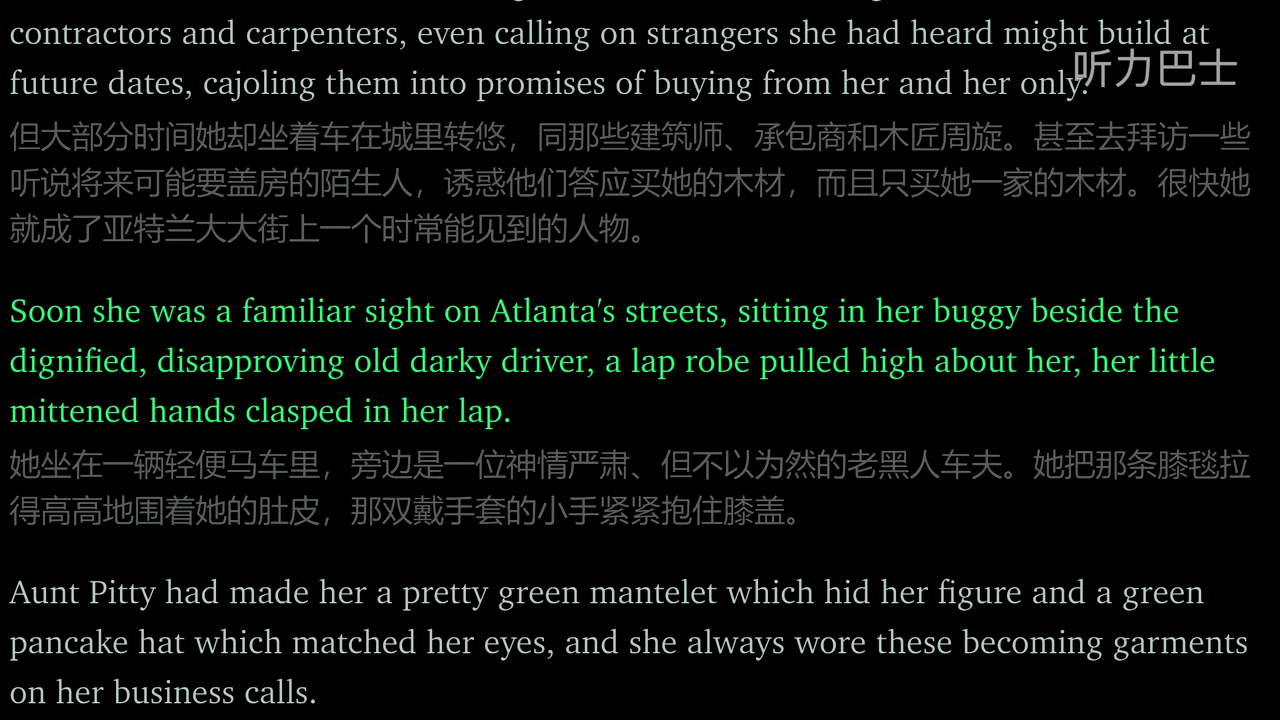 contractors and carpenters, even calling on strangers she had heard might build at
future dates, cajoling them into promises of buying from her and her only.
听力巴士
但大部分时间她却坐着车在城里转悠，同那些建筑师、承包商和木匠周旋。甚至去拜访一些
听说将来可能要盖房的陌生人，诱惑他们答应买她的木材，而且只买她一家的木材。很快她
就成了亚特兰大大街上一个时常能见到的人物。
Soon she was a familiar sight on Atlanta's streets, sitting in her buggy beside the
dignified, disapproving old darky driver, a lap robe pulled high about her, her little
mittened hands clasped in her lap.
她坐在一辆轻便马车里，旁边是一位神情严肃、但不以为然的老黑人车夫。她把那条膝毯拉
得高高地围着她的肚皮，那双戴手套的小手紧紧抱住膝盖。
Aunt Pitty had made her a pretty green mantelet which hid her figure and a green
pancake hat which matched her eyes, and she always wore these becoming garments
on her business calls.